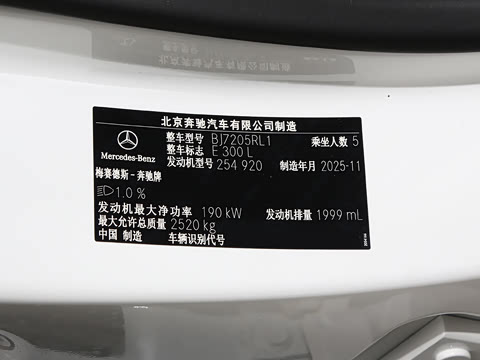 北京奔驰汽车有限公司制造
整车型号 BJ7205RL1 乘坐人数 5
整车标志 E 300 L
发动机型号 254 920 制造年月 2025-11
Mercedes-Benz
梅赛德斯－奔驰牌
1.0 %
发动机最大净功率 190 kW 发动机排量 1999 mL
最大允许总质量 2520 kg
中国 制造 车辆识别代号